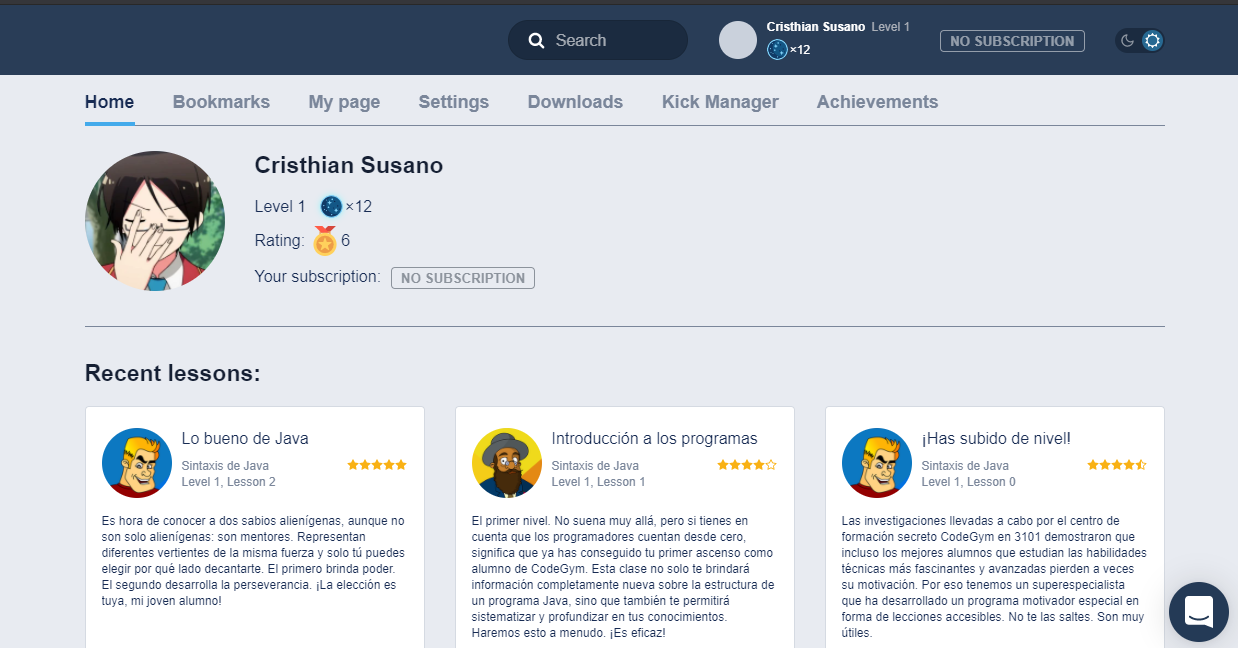 Search
Cristhian Susano Level 1
×12
NO SUBSCRIPTION
Home Bookmarks My page Settings Downloads Kick Manager Achievements
Cristhian Susano
Level 1 ×12
Rating: 6
Your subscription: NO SUBSCRIPTION
Recent lessons:
Lo bueno de Java
Sintaxis de Java
Level 1, Lesson 2
Es hora de conocer a dos sabios alienígenas, aunque no
son solo alienígenas: son mentores. Representan
diferentes vertientes de la misma fuerza y solo tú puedes
elegir por qué lado decantarte. El primero brinda poder.
El segundo desarrolla la perseverancia. ¡La elección es
tuya, mi joven alumno!
Introducción a los programas
Sintaxis de Java
Level 1, Lesson 1
El primer nivel. No suena muy allá, pero si tienes en
cuenta que los programadores cuentan desde cero,
significa que ya has conseguido tu primer ascenso como
alumno de CodeGym. Esta clase no solo te brindará
información completamente nueva sobre la estructura de
un programa Java, sino que también te permitirá
sistematizar y profundizar en tus conocimientos.
Haremos esto a menudo. ¡Es eficaz!
¡Has subido de nivel!
Sintaxis de Java
Level 1, Lesson 0
Las investigaciones llevadas a cabo por el centro de
formación secreto CodeGym en 3101 demostraron que
incluso los mejores alumnos que estudian las habilidades
técnicas más fascinantes y avanzadas pierden a veces
su motivación. Por eso tenemos un superespecialista
que ha desarrollado un programa motivador especial en
forma de lecciones accesibles. No te las saltes. Son muy
útiles.